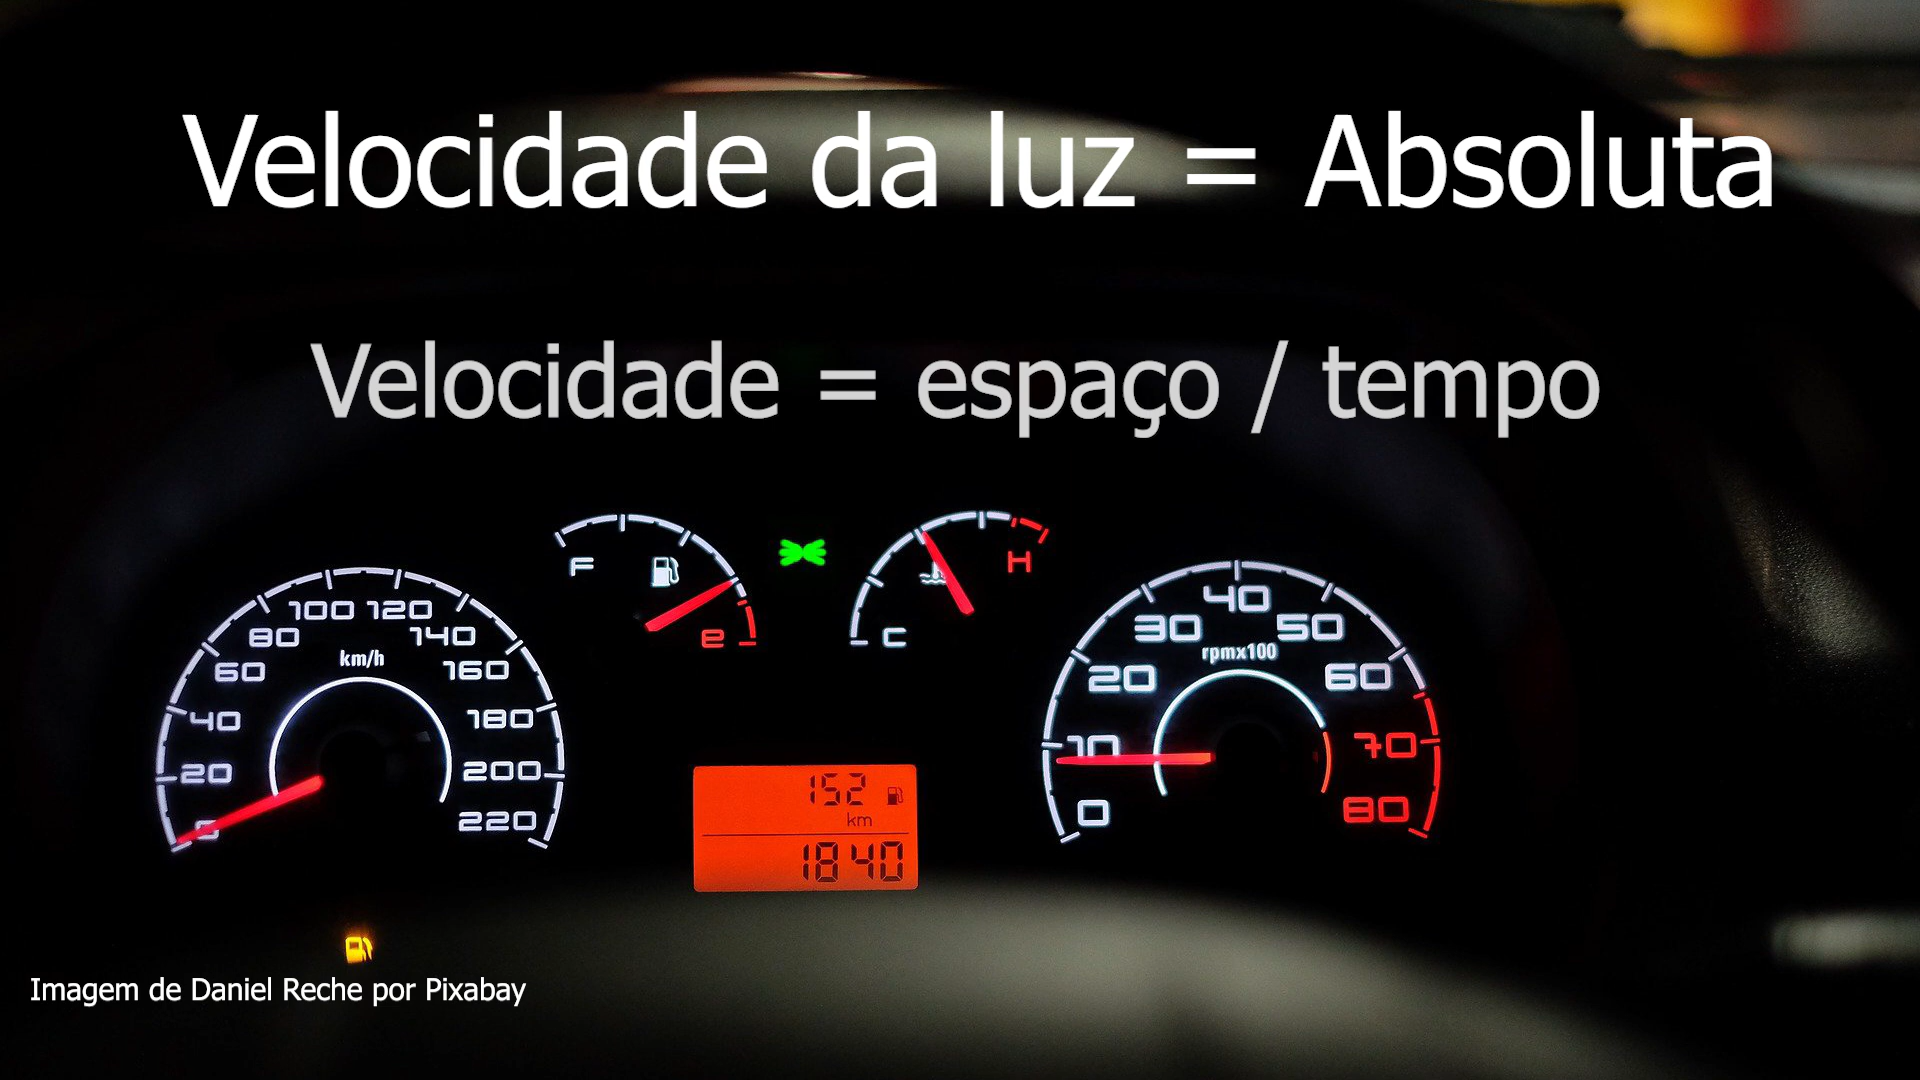 Velocidade da luz = Absoluta
Velocidade = espaço / tempo
F
e
C
H
km/h
0
20
40
60
80
100
120
140
160
180
200
220
rpmx100
0
10
20
30
40
50
60
70
80
152
km
1840
Imagem de Daniel Reche por Pixabay